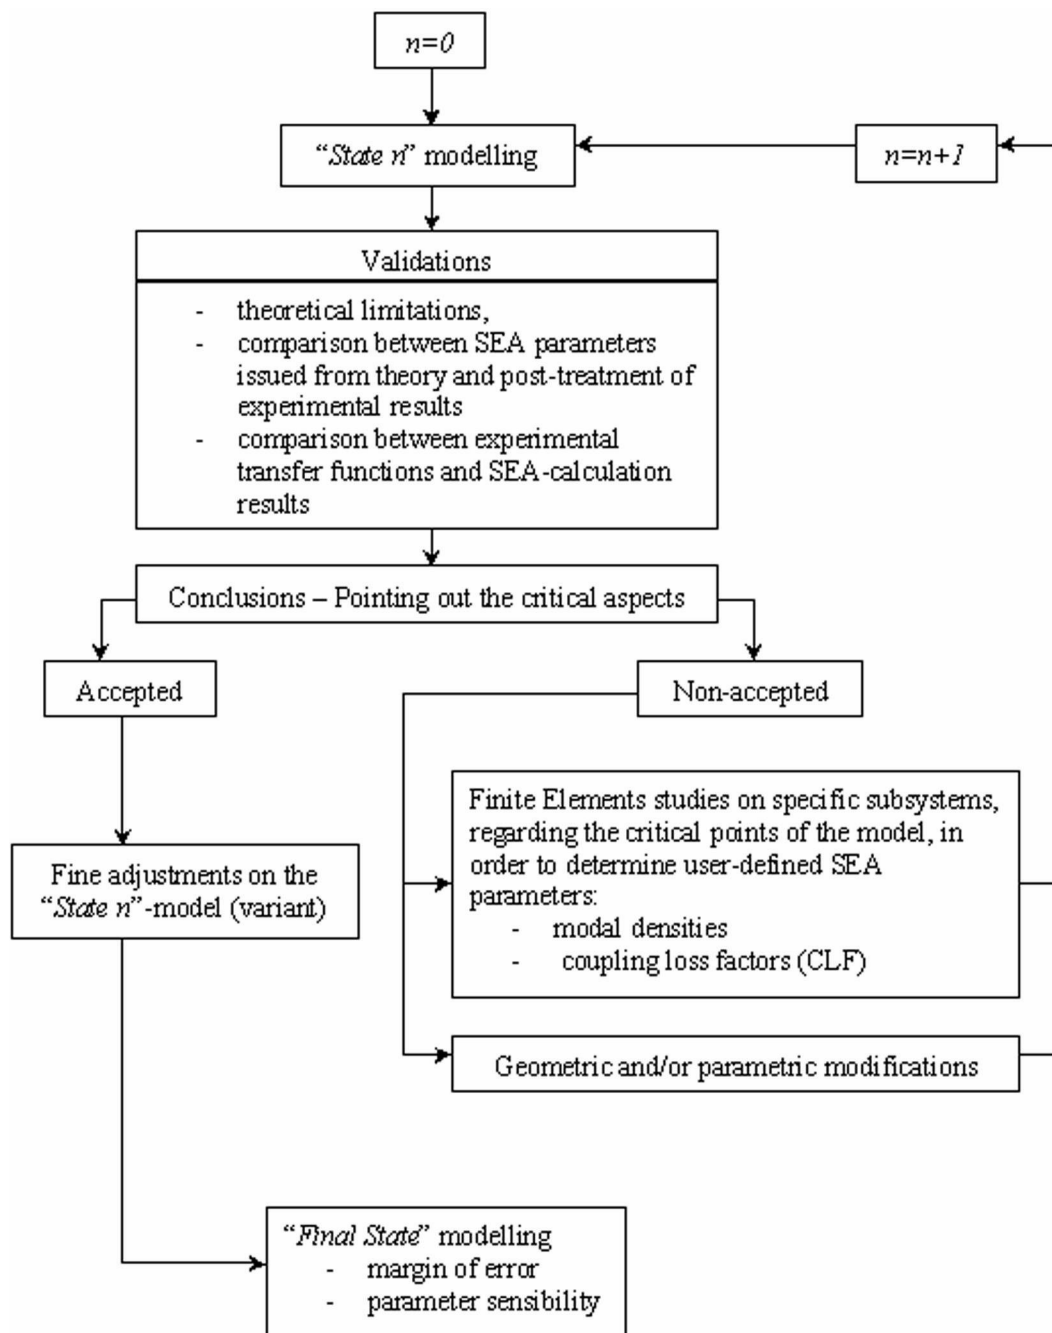 n=0
“State n” modelling
n=n+1
Validations
- theoretical limitations,
- comparison between SEA parameters
issued from theory and post-treatment of
experimental results
- comparison between experimental
transfer functions and SEA-calculation
results
Conclusions – Pointing out the critical aspects
Accepted
Non-accepted
Finite Elements studies on specific subsystems,
regarding the critical points of the model, in
order to determine user-defined SEA
parameters:
- modal densities
- coupling loss factors (CLF)
Fine adjustments on the
“State n”-model (variant)
Geometric and/or parametric modifications
“Final State” modelling
- margin of error
- parameter sensibility